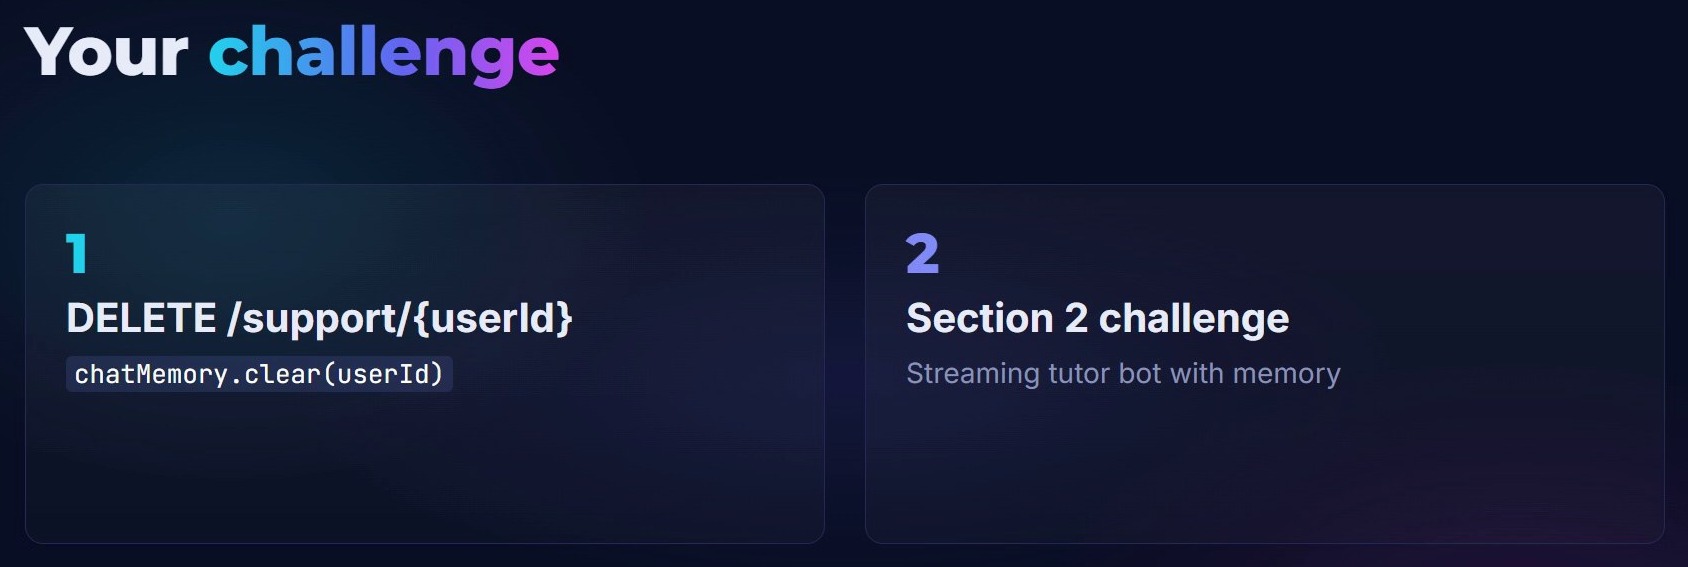 Your challenge
1
DELETE /support/{userId}
chatMemory.clear(userId)
2
Section 2 challenge
Streaming tutor bot with memory